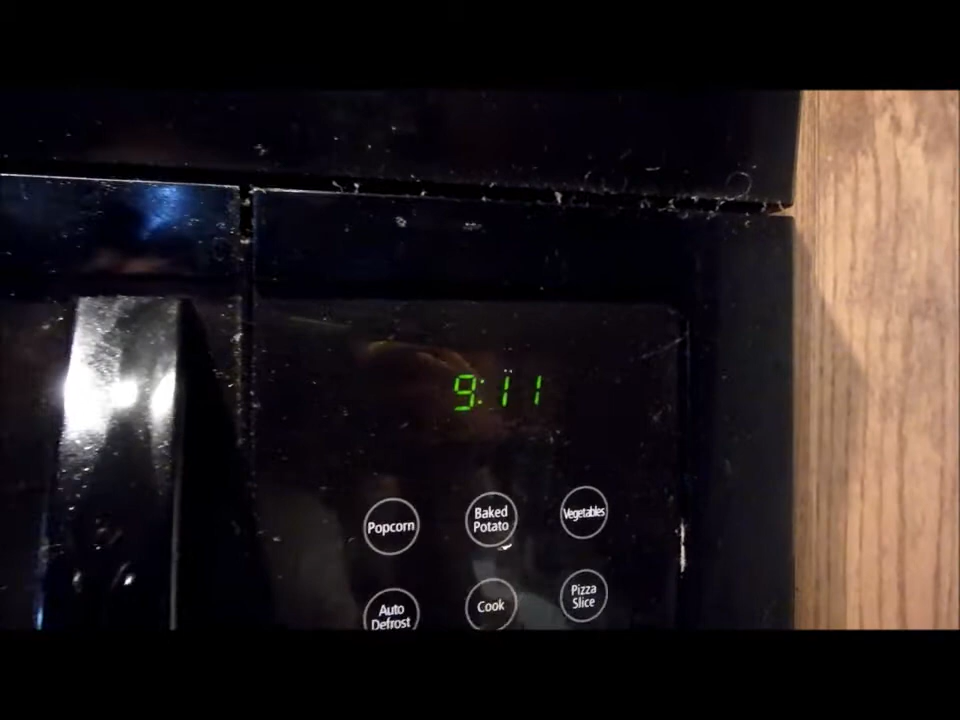 9:11
Popcorn
Baked
Potato
Vegetables
Auto
Defrost
Cook
Pizza
Slice